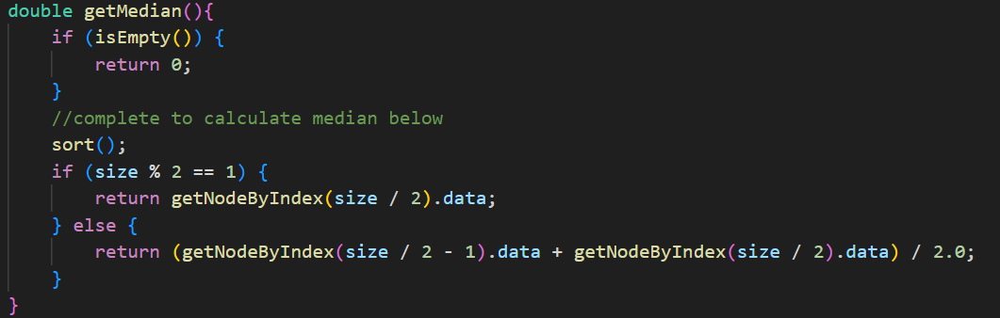 double getMedian(){
if (isEmpty()) {
return 0;
}
//complete to calculate median below
sort();
if (size % 2 == 1) {
return getNodeByIndex(size / 2).data;
} else {
return (getNodeByIndex(size / 2 - 1).data + getNodeByIndex(size / 2).data) / 2.0;
}
}